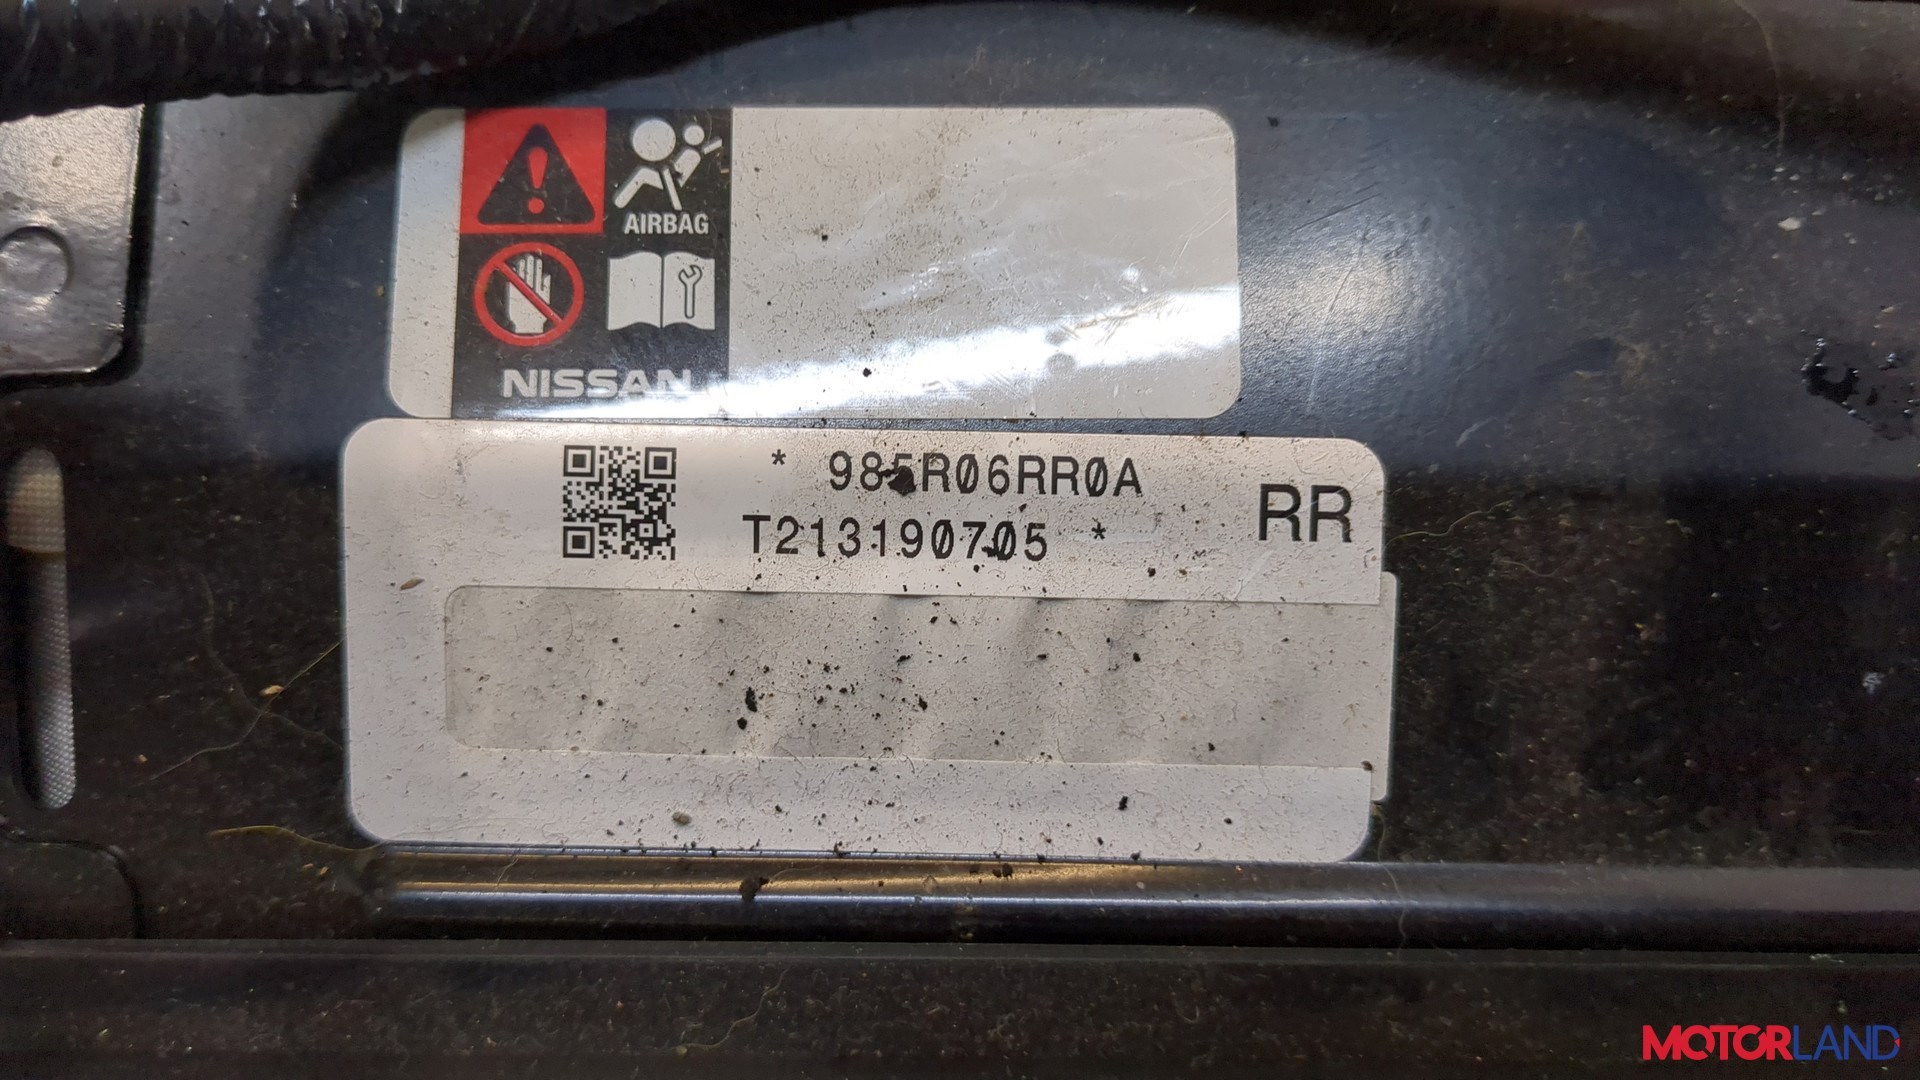 AIRBAG
NISSAN
* 985R06RR0A
T213190705 *
RR
MOTORLAND